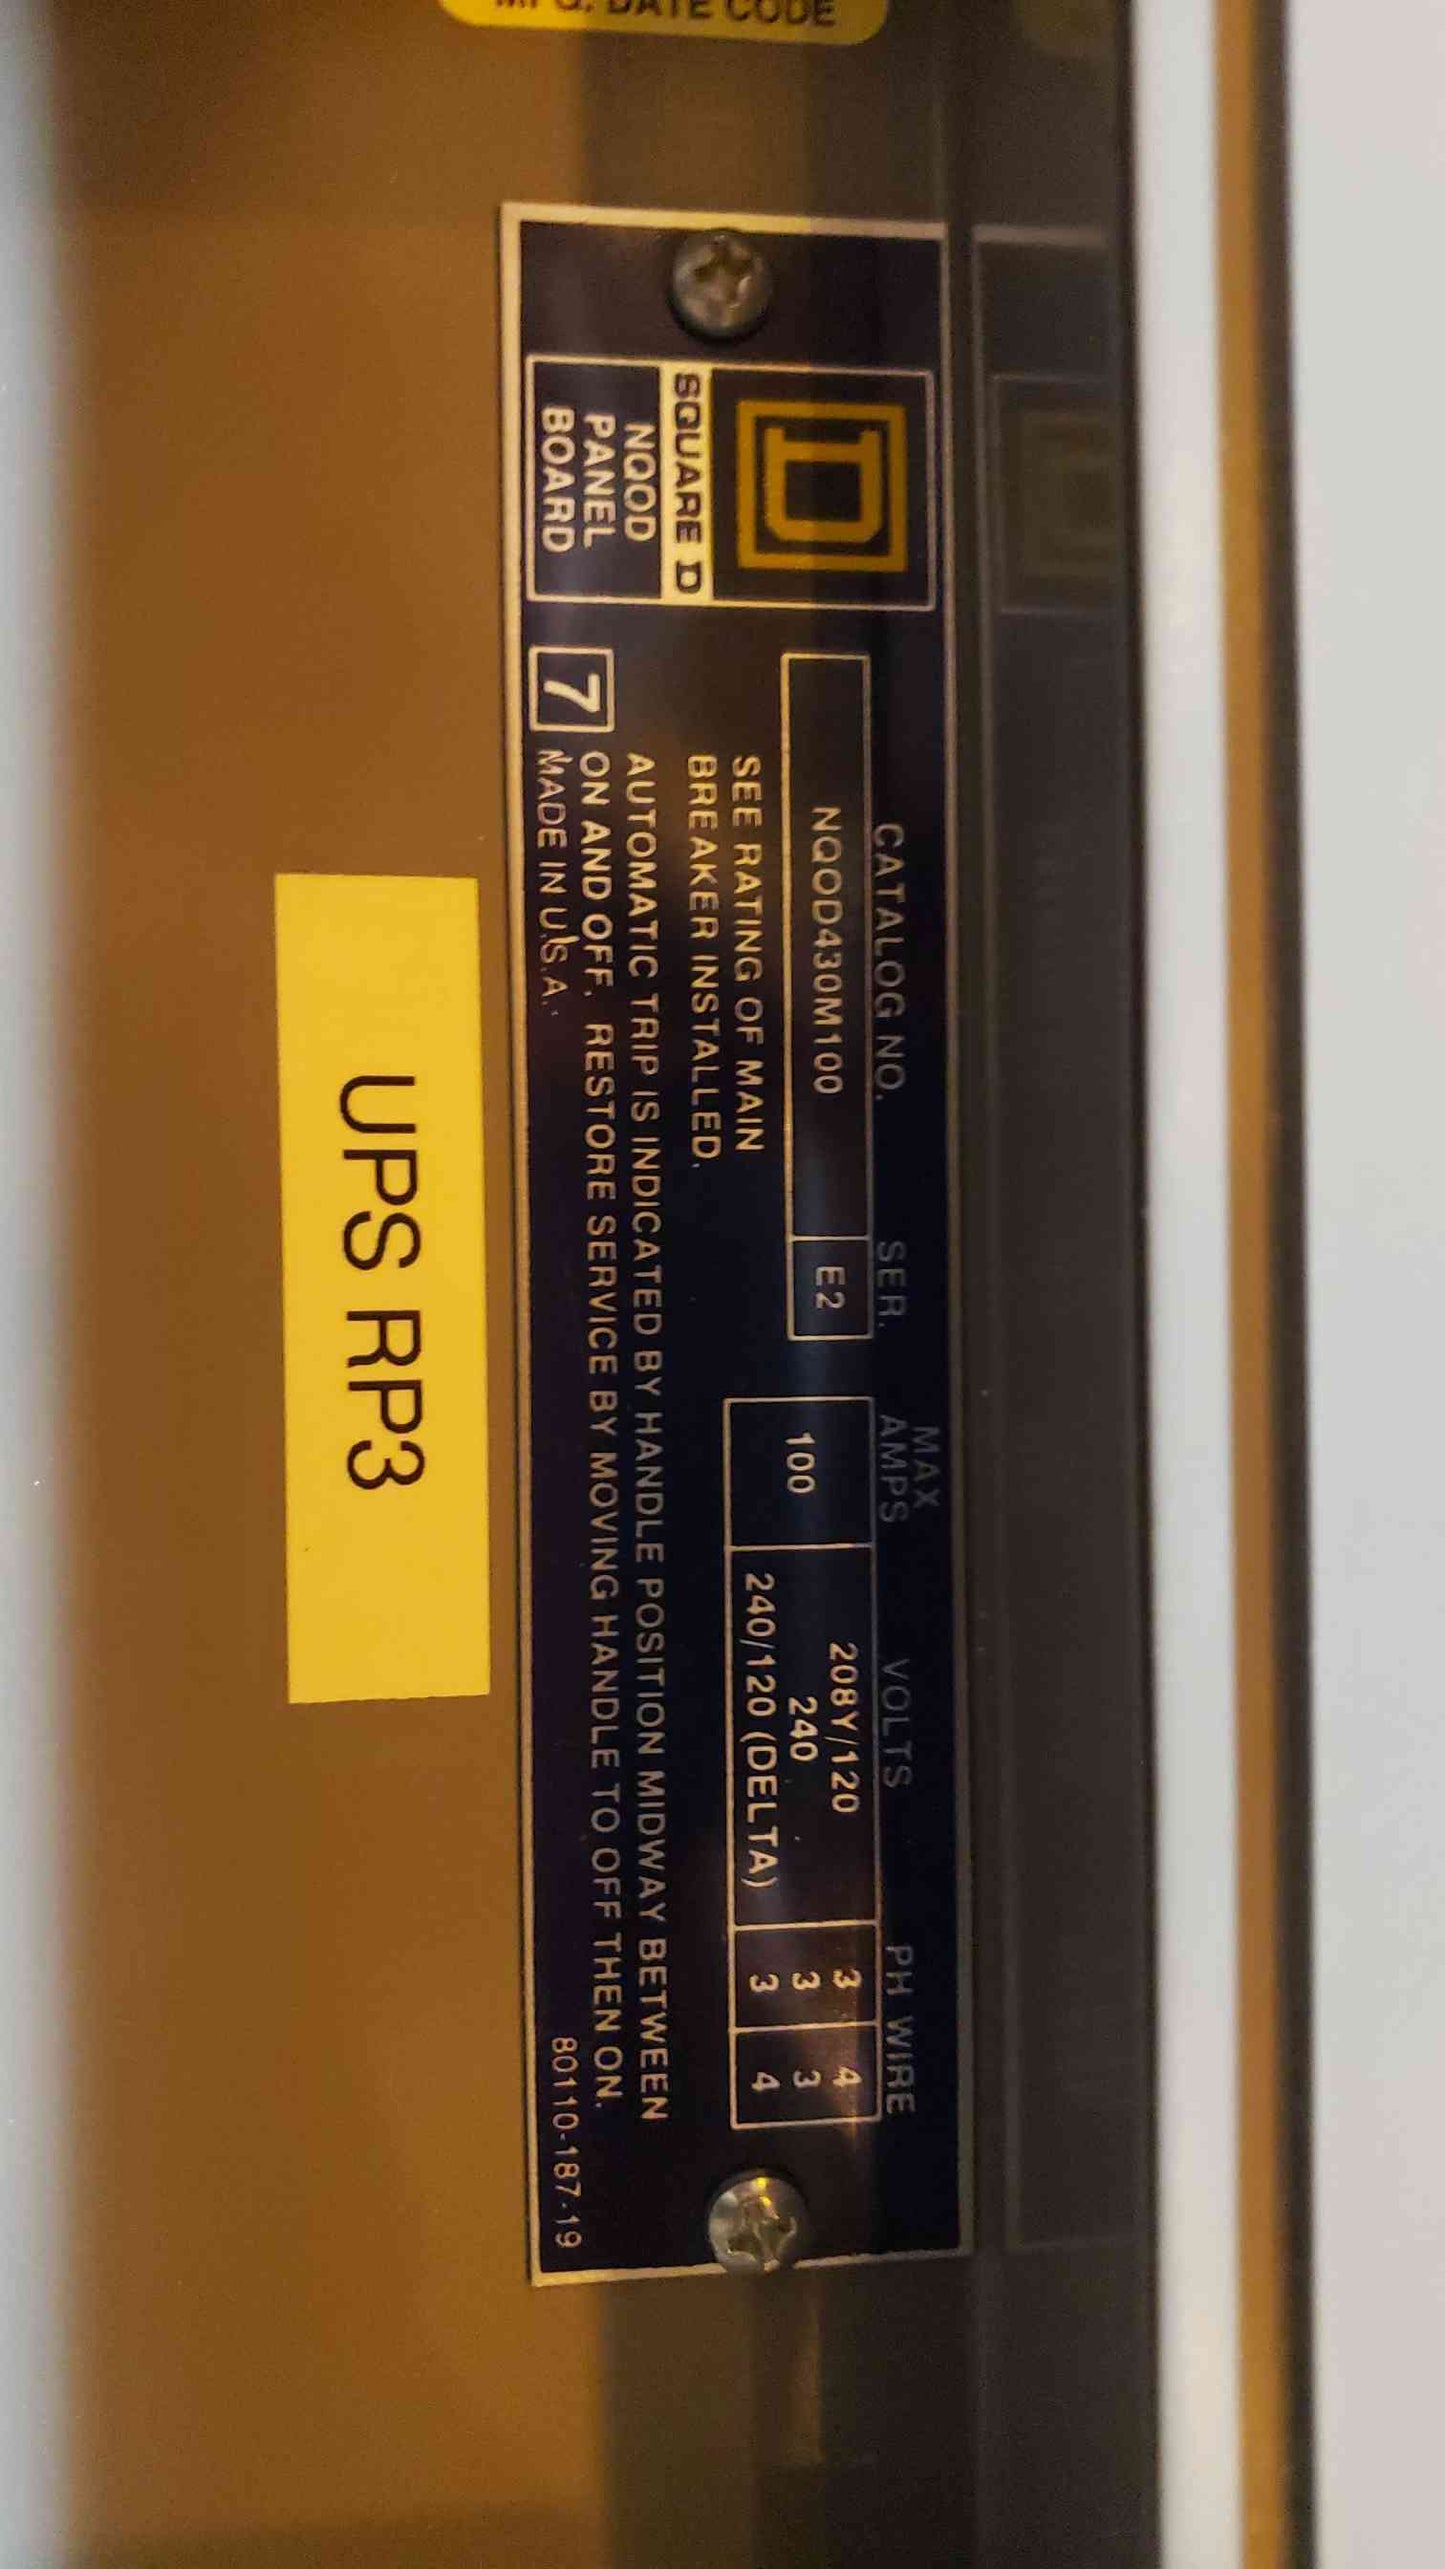 MFG. DATE CODE
SQUARE D
NQOD
PANEL
BOARD
CATALOG NO. SER.
NQOD430M100 E2
SEE RATING OF MAIN
BREAKER INSTALLED.
MAX
AMPS VOLTS PH WIRE
208Y/120 3 4
100 240 3 3
240/120 (DELTA) 3 4
AUTOMATIC TRIP IS INDICATED BY HANDLE POSITION MIDWAY BETWEEN
7 ON AND OFF. RESTORE SERVICE BY MOVING HANDLE TO OFF THEN ON.
MADE IN U.S.A. 80110-187-19
UPS RP3